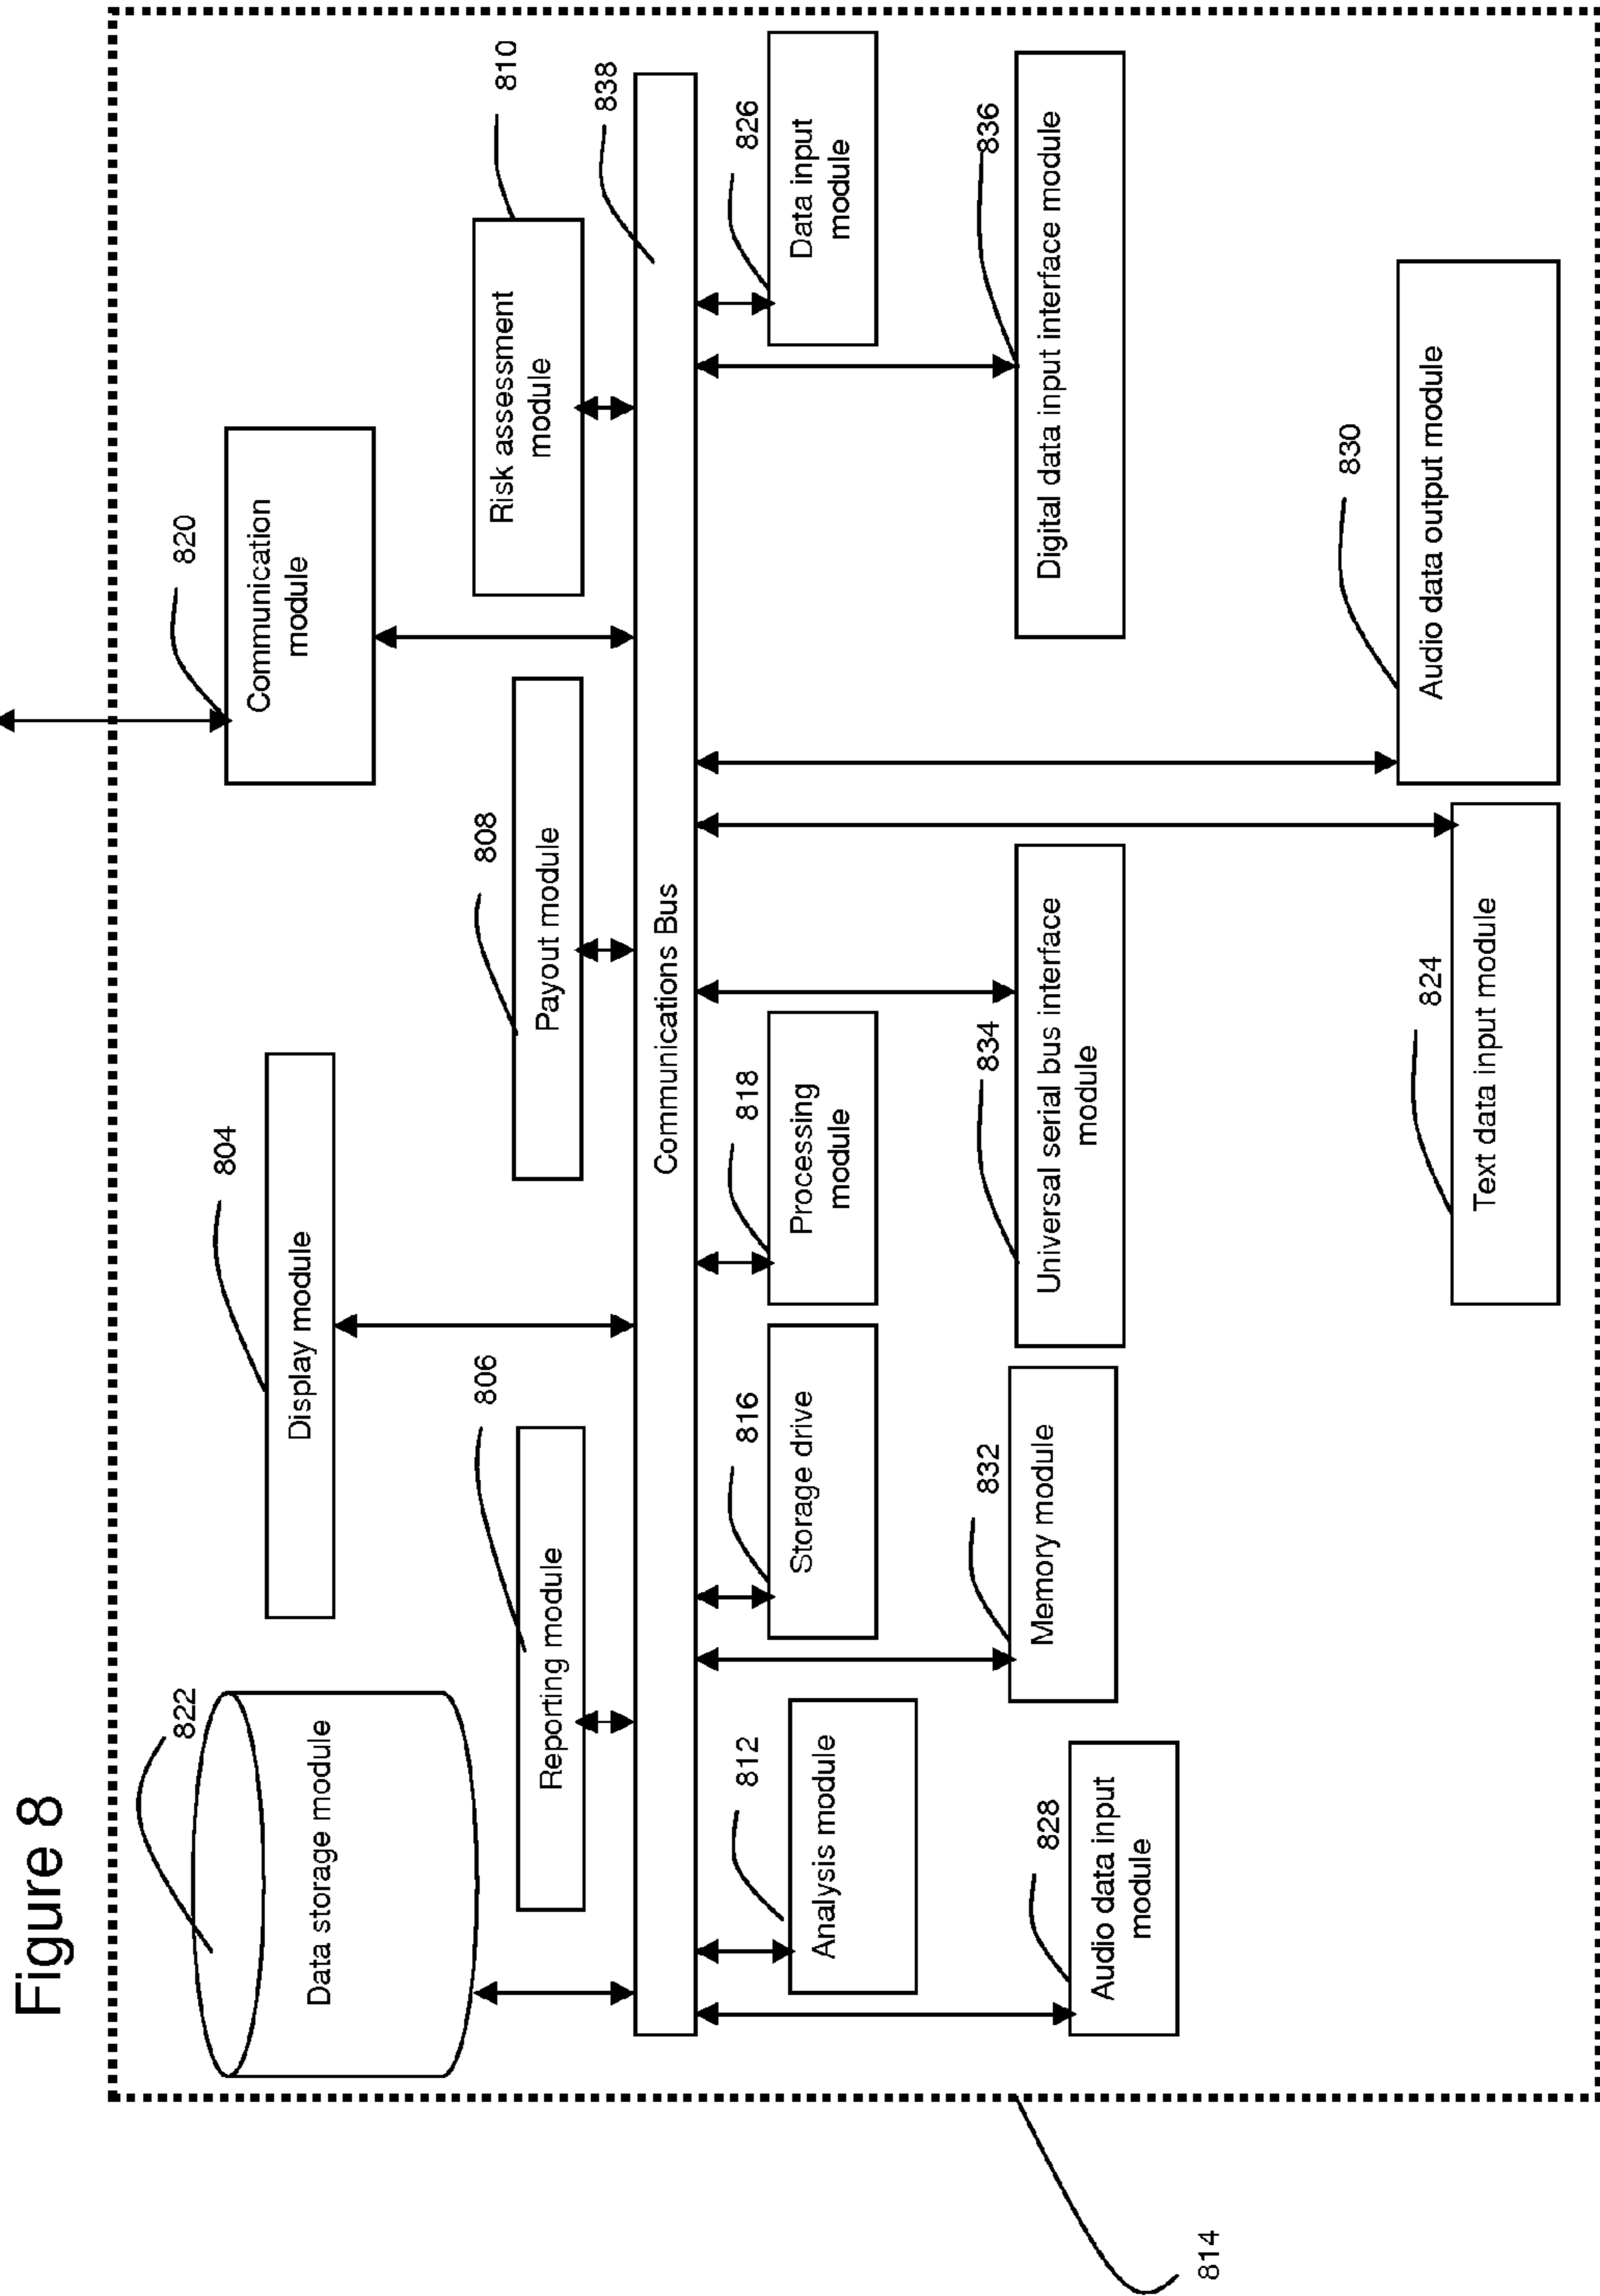 Figure 8
822
Data storage module
804
Display module
820
Communication
module
806
Reporting module
808
Payout module
810
Risk assessment
module
838
Communications Bus
812
Analysis module
816
Storage drive
818
Processing
module
826
Data input
module
828
Audio data input
module
832
Memory module
834
Universal serial bus interface
module
836
Digital data input interface module
824
Text data input module
830
Audio data output module
814